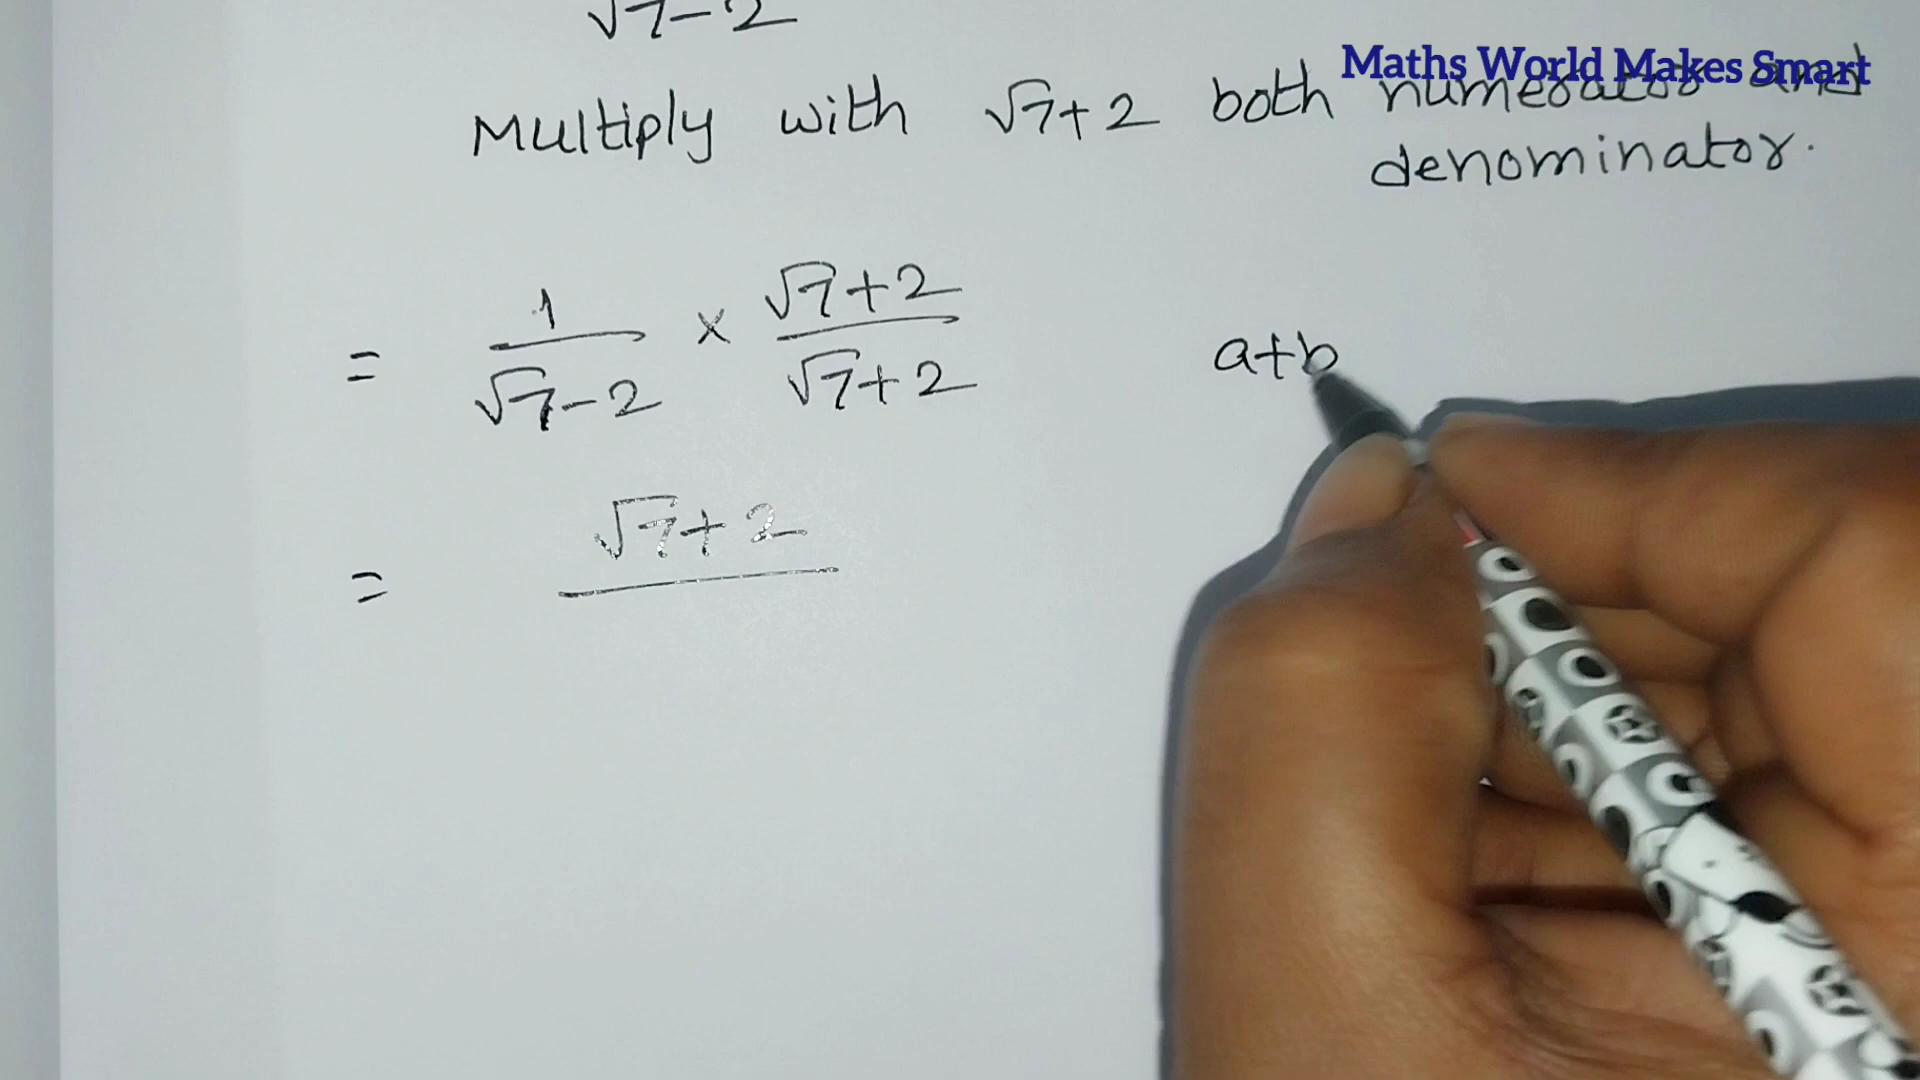 √7-2
Maths World Makes Smart
Multiply with √7+2 both numerator and
denominator.
= 1/(√7-2) × (√7+2)/(√7+2)
a+b
= √7+2